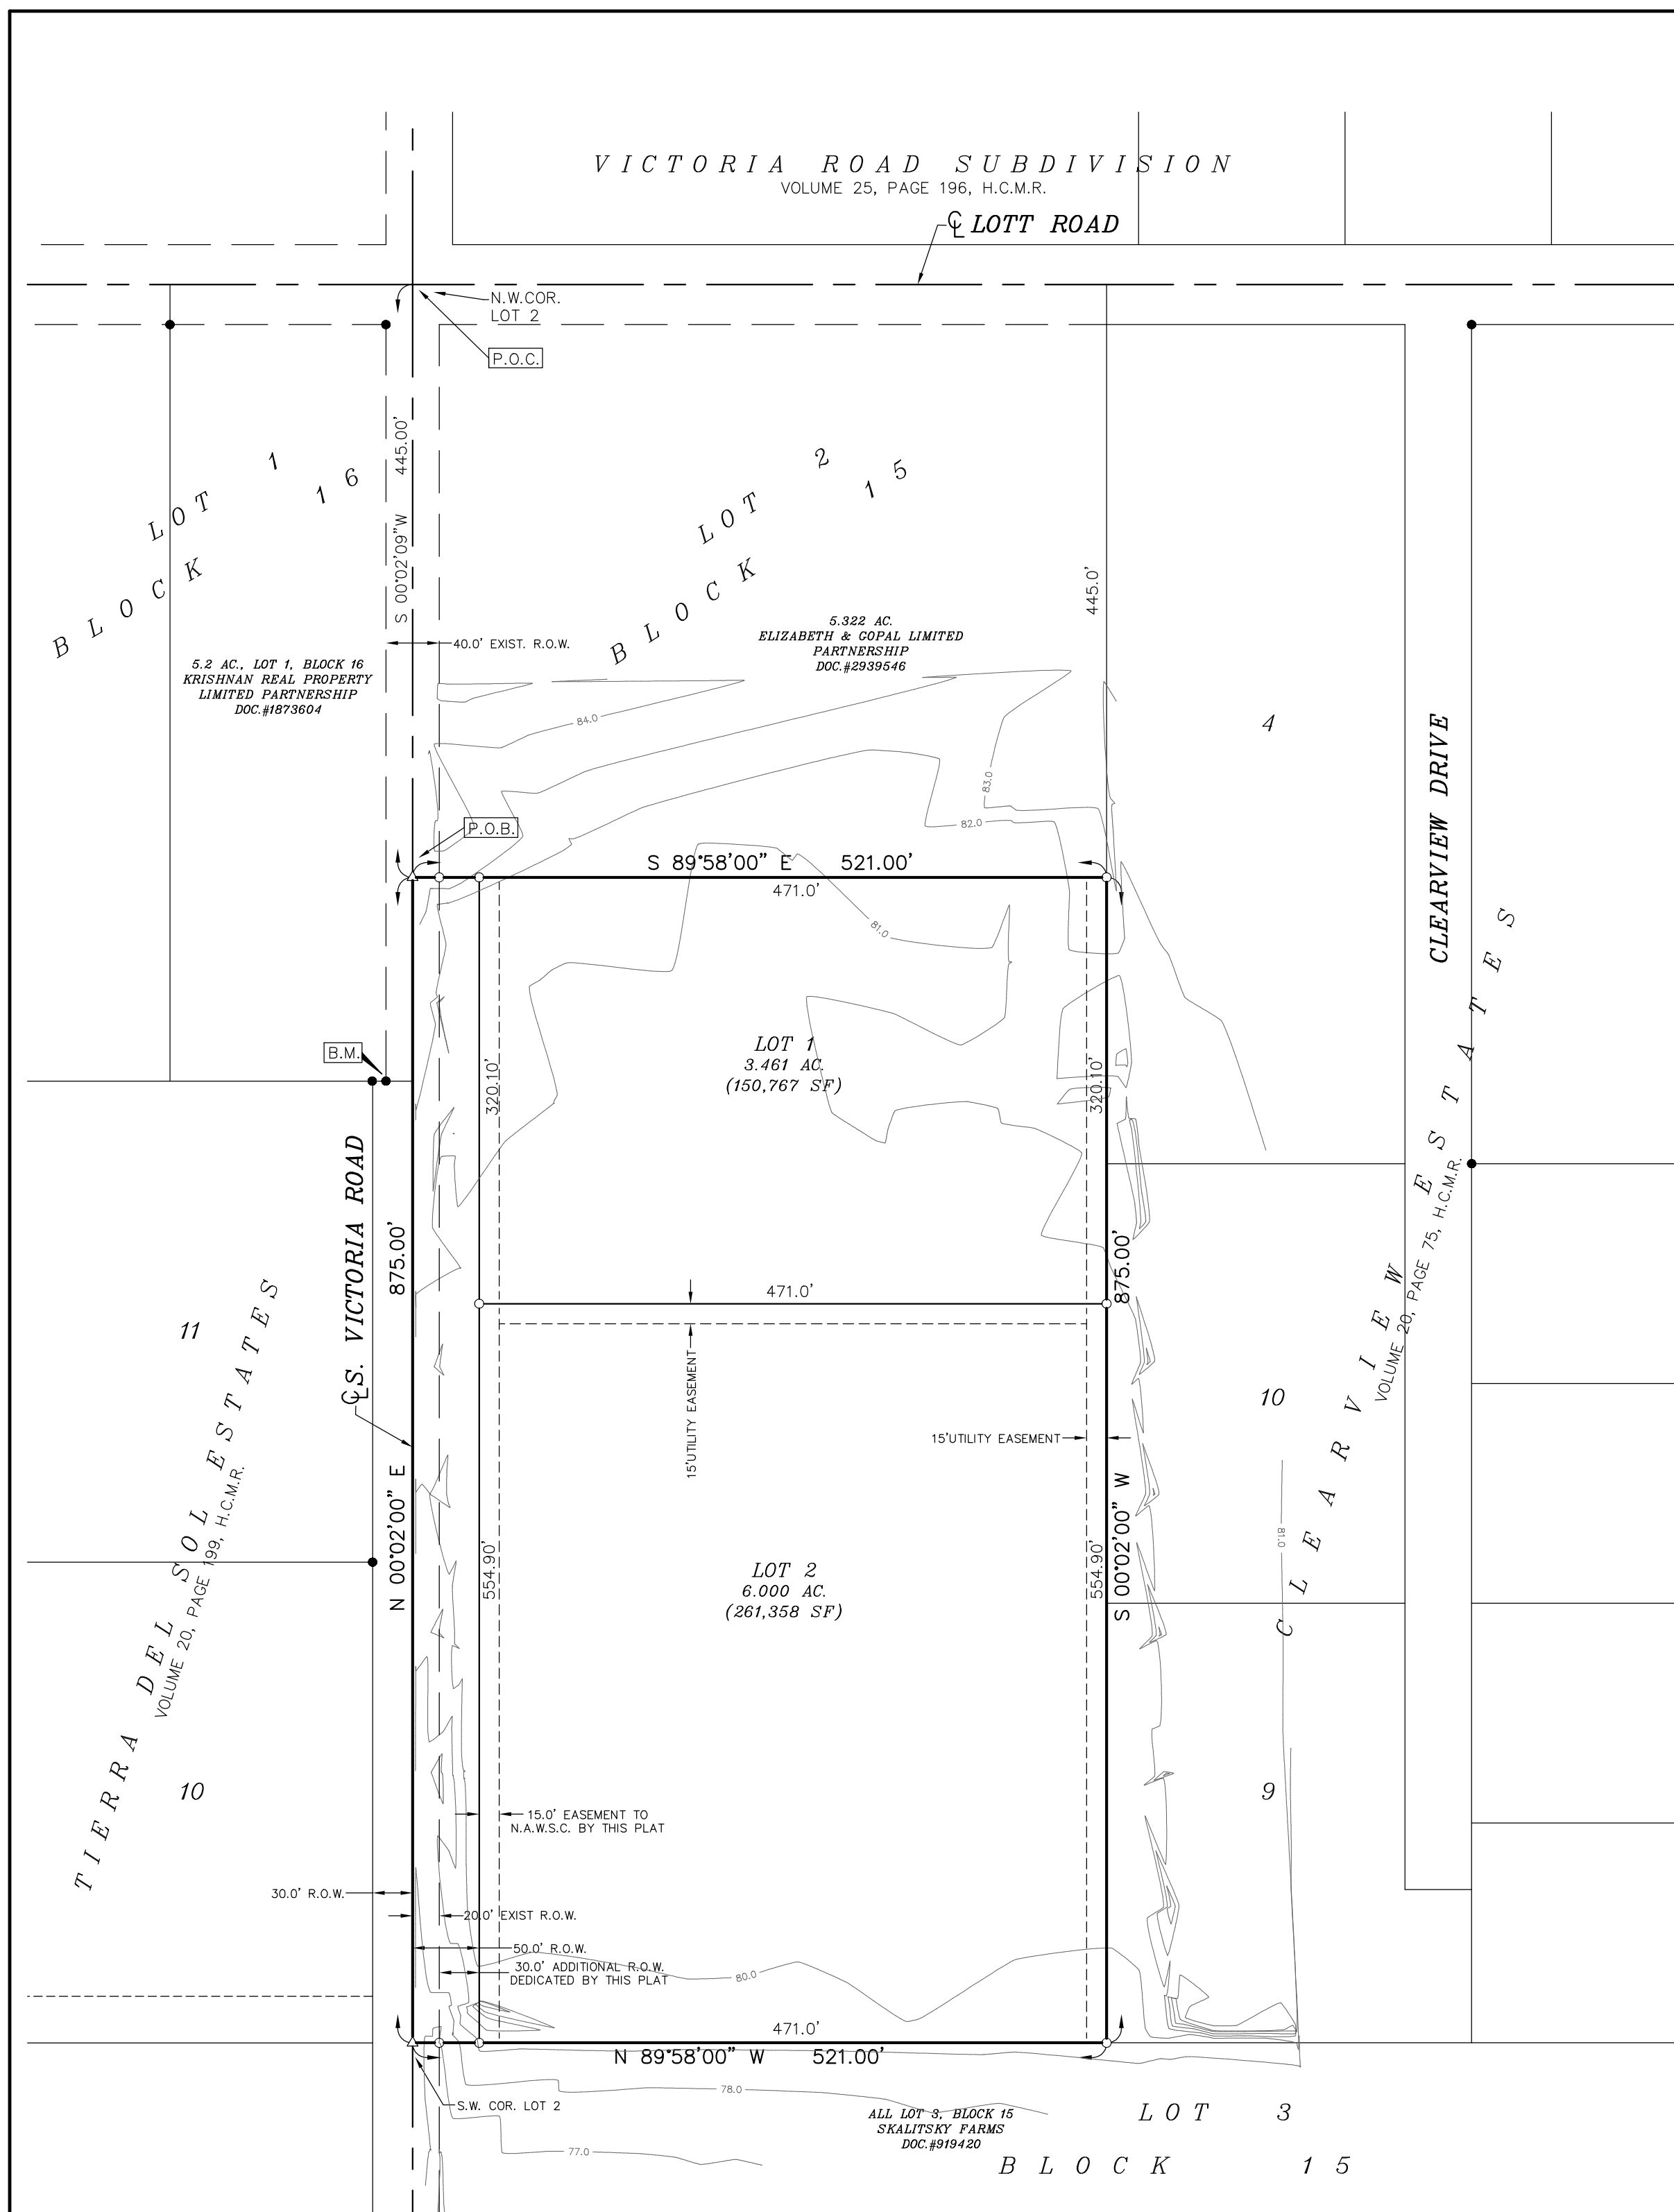 VICTORIA ROAD SUBDIVISION
VOLUME 25, PAGE 196, H.C.M.R.
℄ LOTT ROAD
N.W.COR.
LOT 2
P.O.C.
445.00'
S 00°02'09"W
LOT 1
BLOCK 16
LOT 2
BLOCK 15
445.0'
40.0' EXIST. R.O.W.
5.322 AC.
ELIZABETH & GOPAL LIMITED
PARTNERSHIP
DOC.#2939546
5.2 AC., LOT 1, BLOCK 16
KRISHNAN REAL PROPERTY
LIMITED PARTNERSHIP
DOC.#1873604
84.0
4
CLEARVIEW DRIVE
83.0
82.0
P.O.B.
S 89°58'00" E 521.00'
471.0'
81.0
B.M.
LOT 1
3.461 AC.
(150,767 SF)
320.10'
320.10'
℄ S. VICTORIA ROAD
875.00'
N 00°02'00" E
875.00'
S 00°02'00" W
471.0'
15'UTILITY EASEMENT
15'UTILITY EASEMENT
11
10
CLEARVIEW ESTATES
VOLUME 20, PAGE 75, H.C.M.R.
81.0
TIERRA DEL SOL ESTATES
VOLUME 20, PAGE 199, H.C.M.R.
554.90'
554.90'
LOT 2
6.000 AC.
(261,358 SF)
10
9
15.0' EASEMENT TO
N.A.W.S.C. BY THIS PLAT
30.0' R.O.W.
20.0' EXIST R.O.W.
50.0' R.O.W.
30.0' ADDITIONAL R.O.W.
DEDICATED BY THIS PLAT
80.0
471.0'
N 89°58'00" W 521.00'
78.0
S.W. COR. LOT 2
ALL LOT 3, BLOCK 15
SKALITSKY FARMS
DOC.#919420
LOT 3
77.0
BLOCK 15